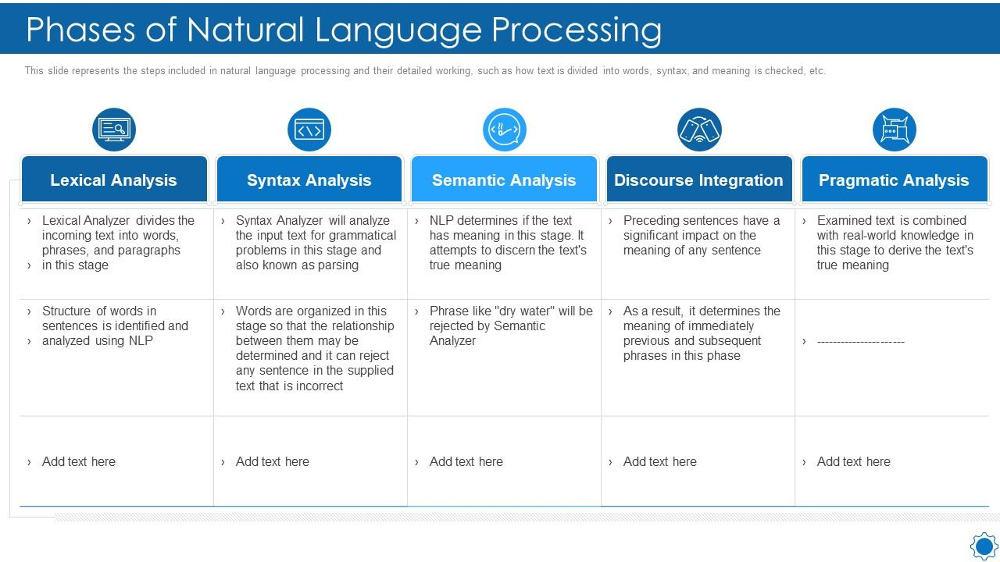 Phases of Natural Language Processing
This slide represents the steps included in natural language processing and their detailed working, such as how text is divided into words, syntax, and meaning is checked, etc.
Lexical Analysis
Syntax Analysis
Semantic Analysis
Discourse Integration
Pragmatic Analysis
› Lexical Analyzer divides the
incoming text into words,
phrases, and paragraphs
› in this stage
› Syntax Analyzer will analyze
the input text for grammatical
problems in this stage and
also known as parsing
› NLP determines if the text
has meaning in this stage. It
attempts to discern the text's
true meaning
› Preceding sentences have a
significant impact on the
meaning of any sentence
› Examined text is combined
with real-world knowledge in
this stage to derive the text's
true meaning
› Structure of words in
sentences is identified and
› analyzed using NLP
› Words are organized in this
stage so that the relationship
between them may be
determined and it can reject
any sentence in the supplied
text that is incorrect
› Phrase like "dry water" will be
rejected by Semantic
Analyzer
› As a result, it determines the
meaning of immediately
previous and subsequent
phrases in this phase
› ----------------------
› Add text here
› Add text here
› Add text here
› Add text here
› Add text here